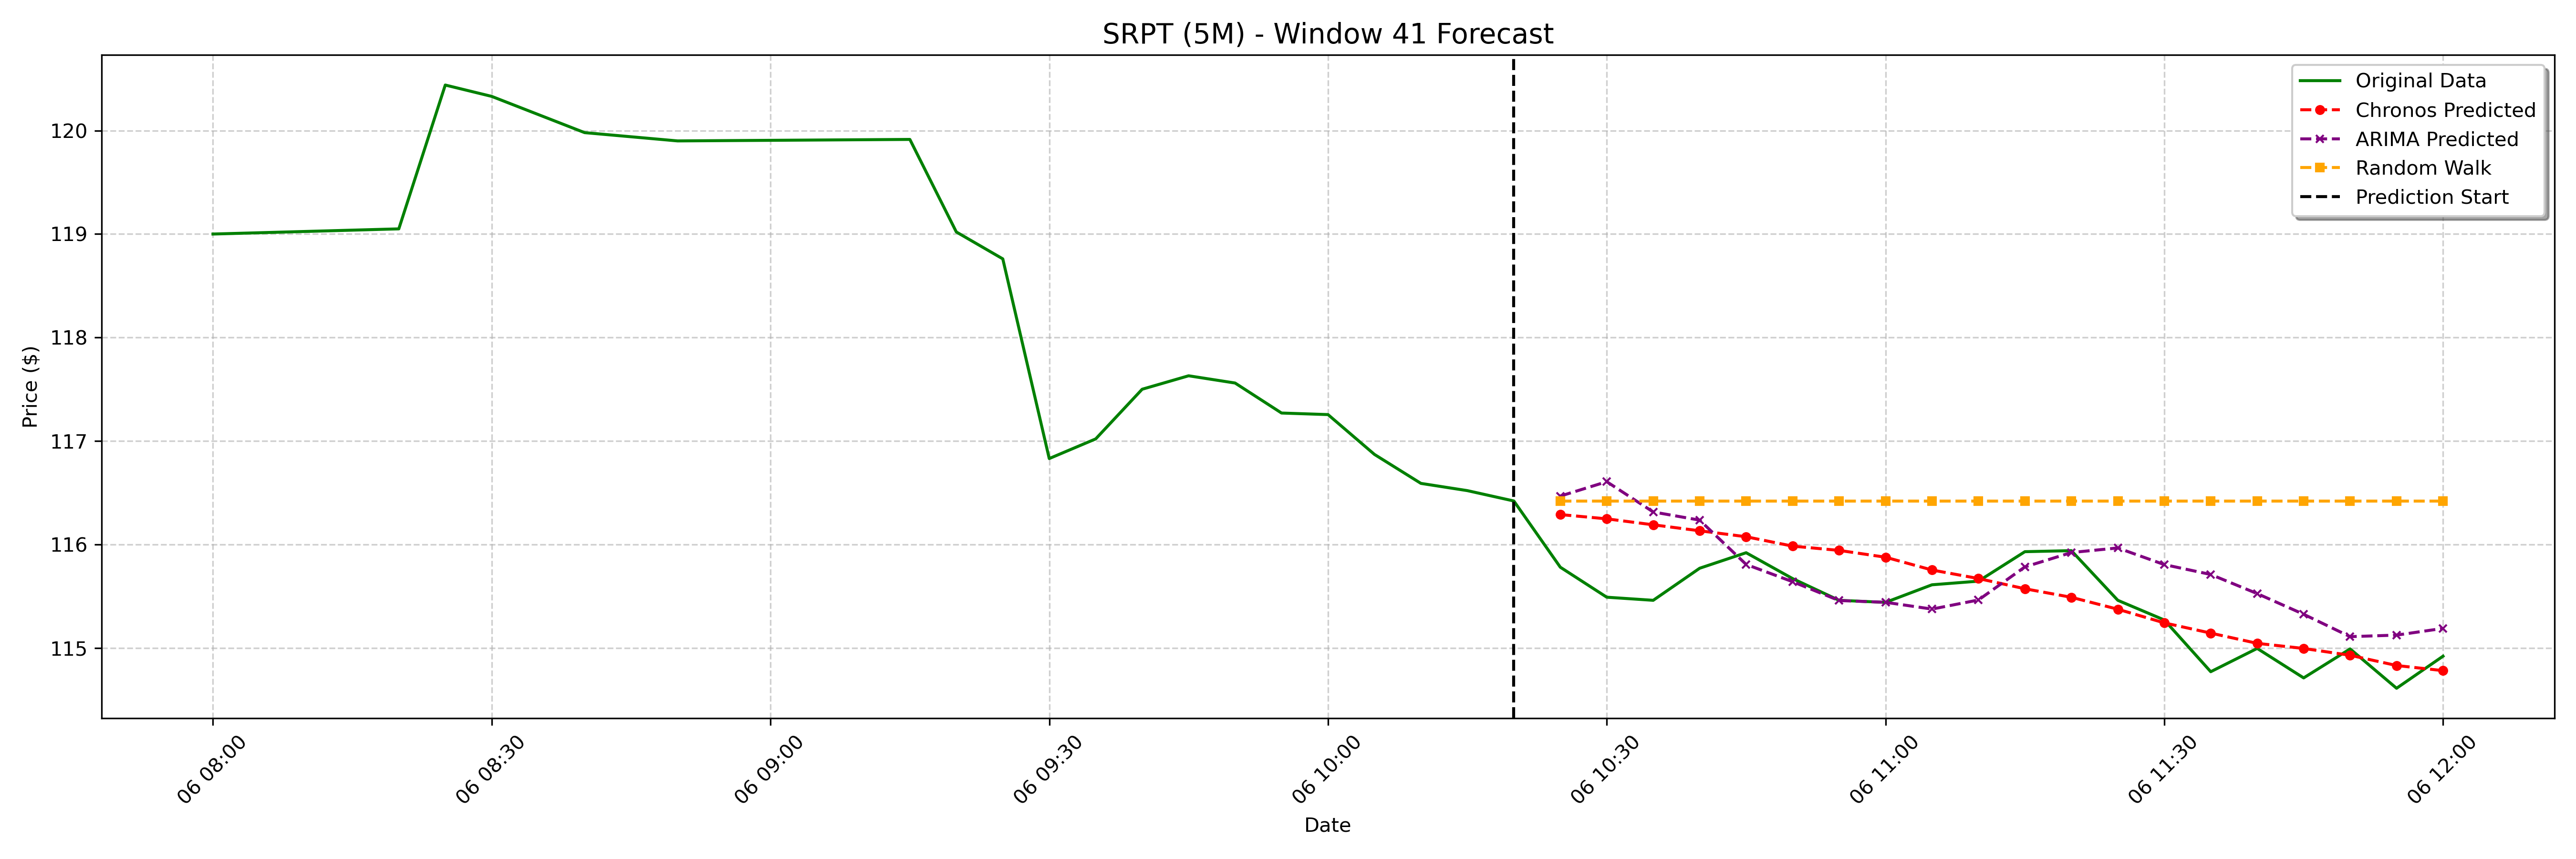 SRPT (5M) - Window 41 Forecast
Original Data
Chronos Predicted
ARIMA Predicted
Random Walk
Prediction Start
Price ($)
120
119
118
117
116
115
06 08:00
06 08:30
06 09:00
06 09:30
06 10:00
06 10:30
06 11:00
06 11:30
06 12:00
Date